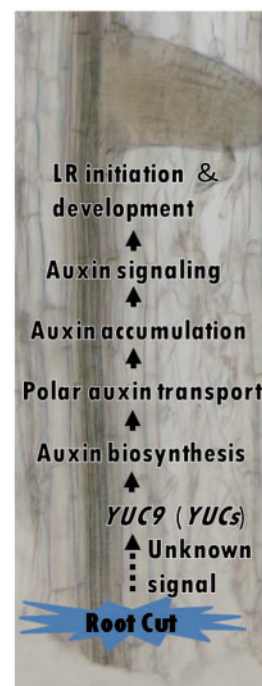 LR initiation &
development
Auxin signaling
Auxin accumulation
Polar auxin transport
Auxin biosynthesis
YUC9 (YUCs)
Unknown
signal
Root Cut